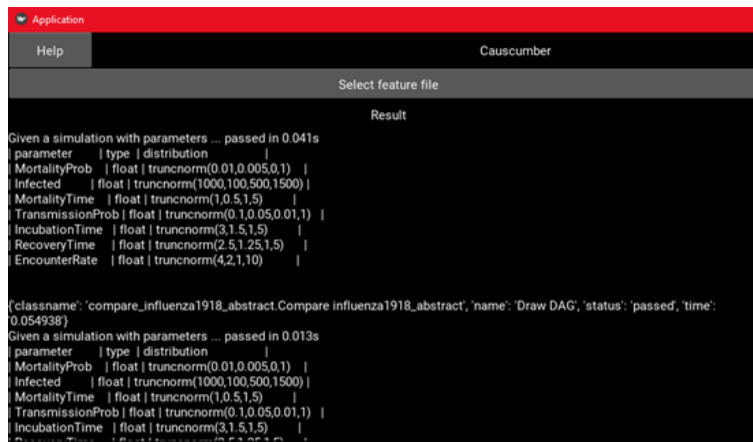 Application
Help
Causcumber
Select feature file
Result
Given a simulation with parameters ... passed in 0.041s
| parameter | type | distribution |
| MortalityProb | float | truncnorm(0.01,0.005,0,1) |
| Infected | float | truncnorm(1000,100,500,1500) |
| MortalityTime | float | truncnorm(1,0.5,1,5) |
| TransmissionProb | float | truncnorm(0.1,0.05,0.01,1) |
| IncubationTime | float | truncnorm(3,1.5,1,5) |
| RecoveryTime | float | truncnorm(2.5,1.25,1,5) |
| EncounterRate | float | truncnorm(4,2,1,10) |
{'classname': 'compare_influenza1918_abstract.Compare influenza1918_abstract', 'name': 'Draw DAG', 'status': 'passed', 'time':
'0.054938'}
Given a simulation with parameters ... passed in 0.013s
| parameter | type | distribution |
| MortalityProb | float | truncnorm(0.01,0.005,0,1) |
| Infected | float | truncnorm(1000,100,500,1500) |
| MortalityTime | float | truncnorm(1,0.5,1,5) |
| TransmissionProb | float | truncnorm(0.1,0.05,0.01,1) |
| IncubationTime | float | truncnorm(3,1.5,1,5) |